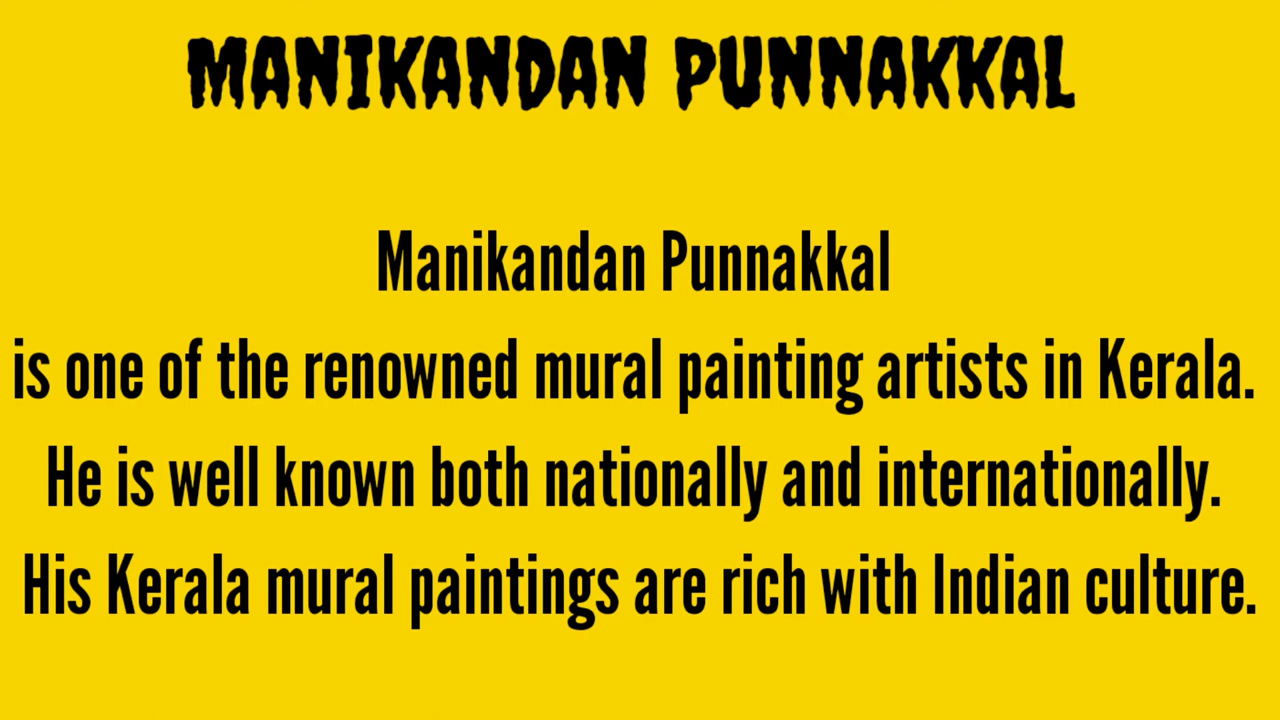 MANIKANDAN PUNNAKKAL
Manikandan Punnakkal
is one of the renowned mural painting artists in Kerala.
He is well known both nationally and internationally.
His Kerala mural paintings are rich with Indian culture.